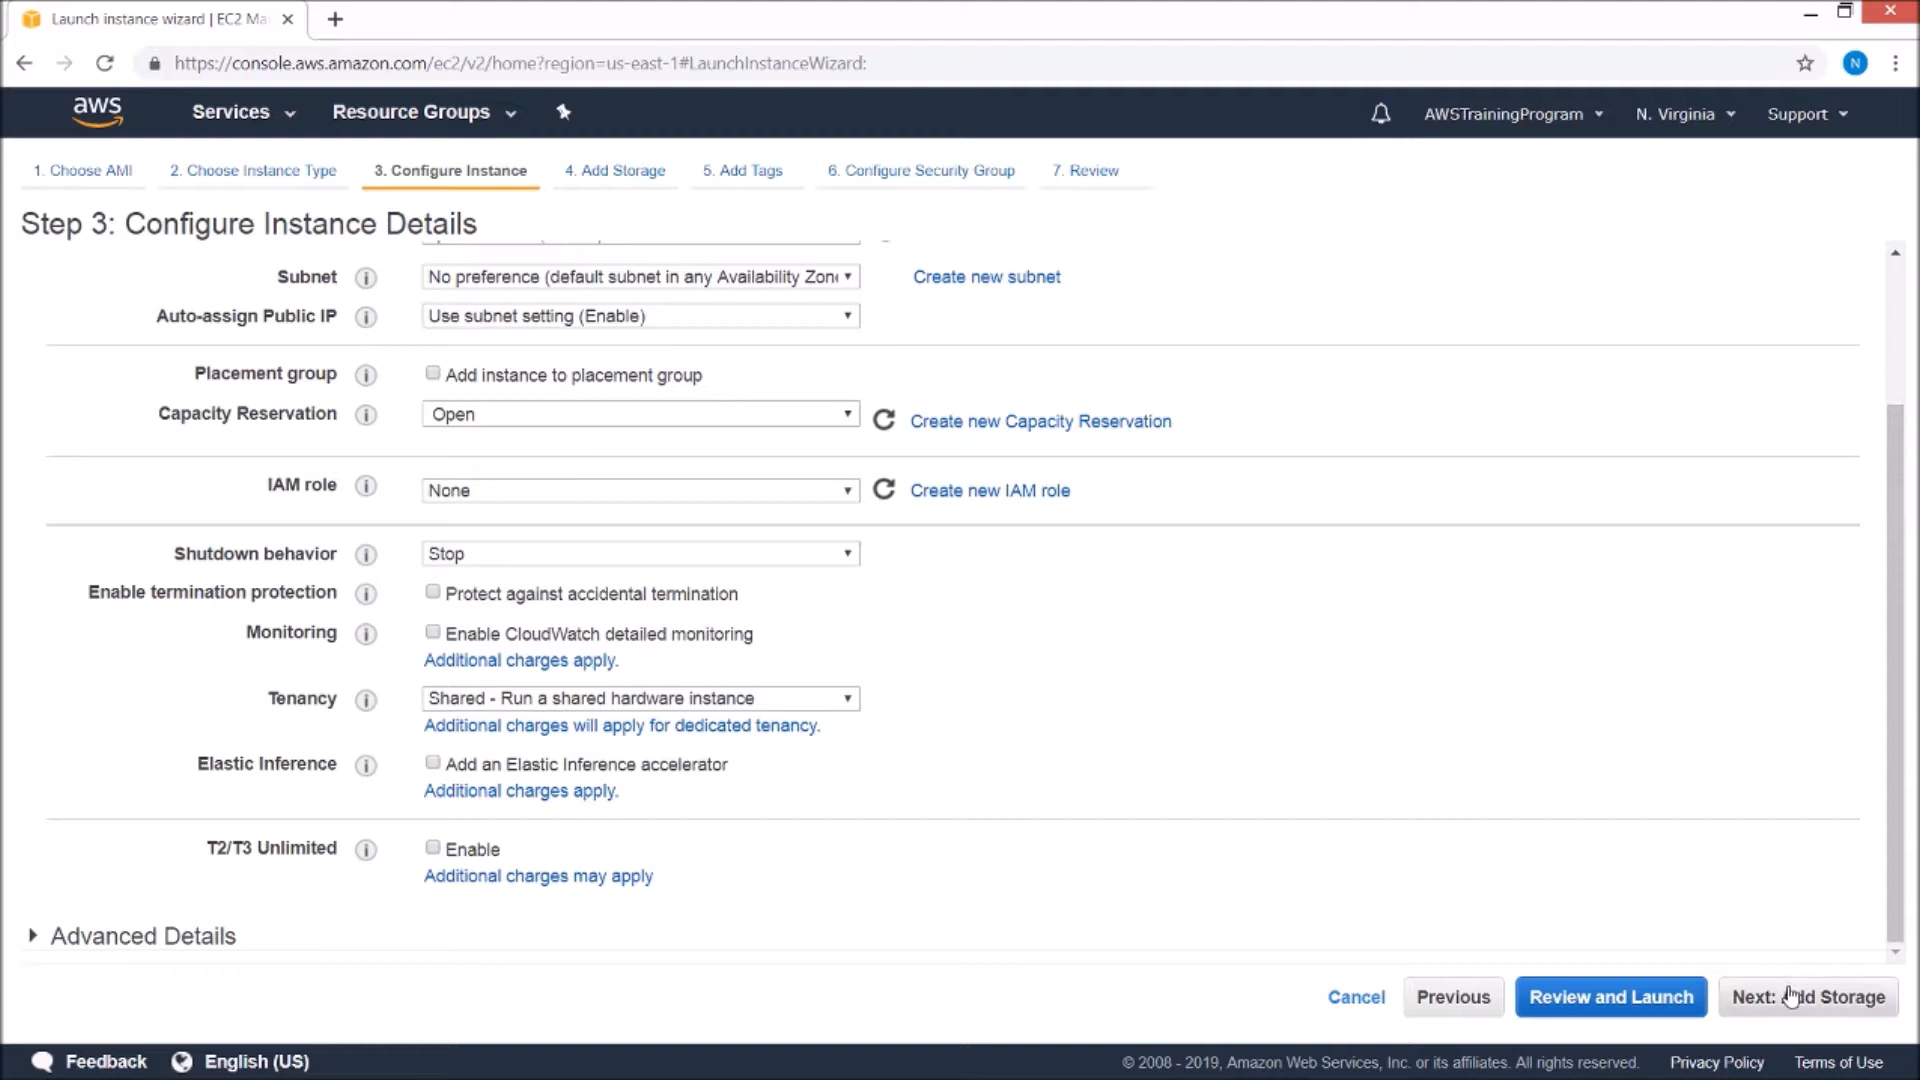 Launch instance wizard | EC2 Ma
https://console.aws.amazon.com/ec2/v2/home?region=us-east-1#LaunchInstanceWizard:
N
aws Services Resource Groups AWSTrainingProgram N. Virginia Support
1. Choose AMI 2. Choose Instance Type 3. Configure Instance 4. Add Storage 5. Add Tags 6. Configure Security Group 7. Review
Step 3: Configure Instance Details
Subnet No preference (default subnet in any Availability Zon Create new subnet
Auto-assign Public IP Use subnet setting (Enable)
Placement group Add instance to placement group
Capacity Reservation Open Create new Capacity Reservation
IAM role None Create new IAM role
Shutdown behavior Stop
Enable termination protection Protect against accidental termination
Monitoring Enable CloudWatch detailed monitoring
Additional charges apply.
Tenancy Shared - Run a shared hardware instance
Additional charges will apply for dedicated tenancy.
Elastic Inference Add an Elastic Inference accelerator
Additional charges apply.
T2/T3 Unlimited Enable
Additional charges may apply
Advanced Details
Cancel Previous Review and Launch Next: Add Storage
Feedback English (US) © 2008 - 2019, Amazon Web Services, Inc. or its affiliates. All rights reserved. Privacy Policy Terms of Use